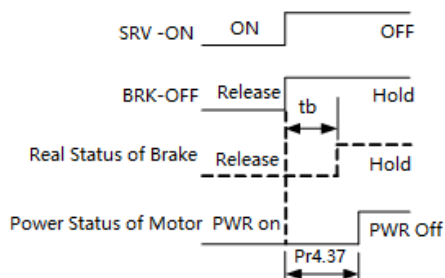 SRV -ON ON OFF
BRK-OFF Release Hold
tb
Real Status of Brake Release Hold
Power Status of Motor PWR on PWR Off
Pr4.37